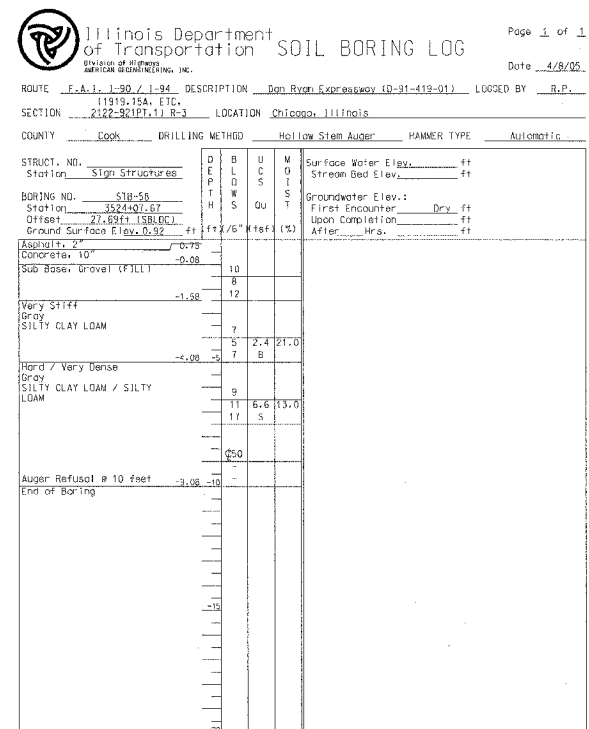 Illinois Department of Transportation
Division of Highways
AMERICAN GEOENGINEERING, INC.
SOIL BORING LOG
Page 1 of 1
Date 4/8/05
ROUTE F.A.I. I-90 / I-94 DESCRIPTION Dan Ryan Expressway (D-91-419-01) LOGGED BY R.P.
(1919.15A, ETC.
SECTION 2122-921PT.1) R-3 LOCATION Chicago, Illinois
COUNTY Cook DRILLING METHOD Hollow Stem Auger HAMMER TYPE Automatic
STRUCT. NO.
Station Sign Structures
BORING NO. STB-58
Station 3524+07.67
Offset 27.69ft (SBLDC)
Ground Surface Elev. 0.92 ft
DEPTH
ft
BLOWS
/6"
UCS
Qu
(tsf)
MOIST
(%)
Surface Water Elev. ft
Stream Bed Elev. ft
Groundwater Elev.:
First Encounter Dry ft
Upon Completion ft
After Hrs. ft
Asphalt, 2" 0.75
Concrete, 10" -0.08
Sub Base, Gravel (FILL) 10
8
-1.58 12
Very Stiff
Gray
SILTY CLAY LOAM 7
5 2.4 21.0
-4.08 -5 7 B
Hard / Very Dense
Gray
SILTY CLAY LOAM / SILTY LOAM 9
11 6.6 13.0
17 S
50
-
Auger Refusal @ 10 feet -9.08 -10 -
End of Boring
-15
-20